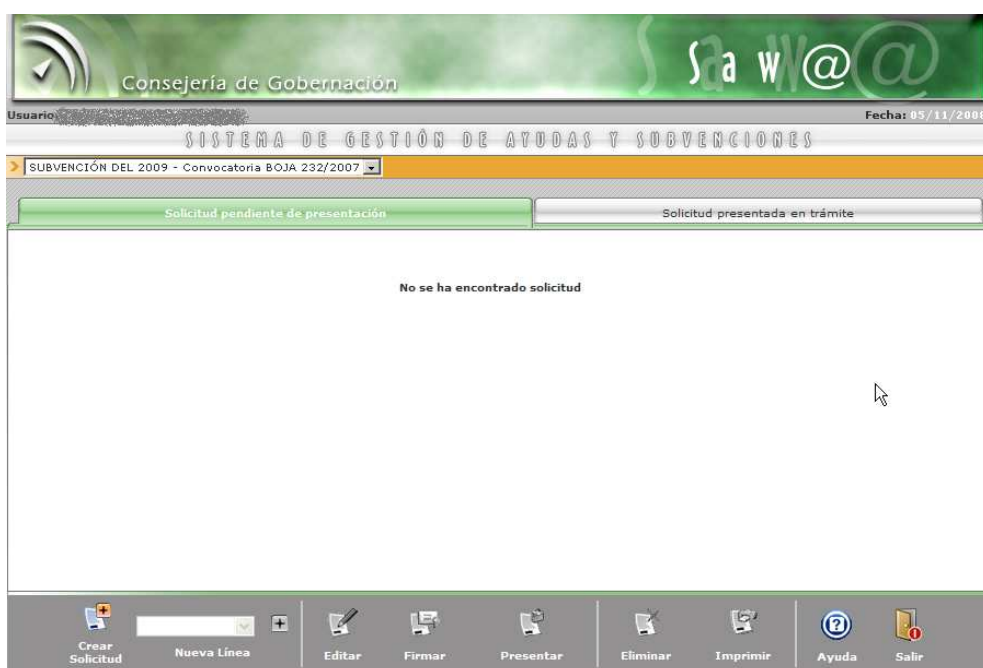 Consejería de Gobernación
Saa w@@
Usuario
Fecha: 05/11/2008
SISTEMA DE GESTIÓN DE AYUDAS Y SUBVENCIONES
SUBVENCIÓN DEL 2009 - Convocatoria BOJA 232/2007
Solicitud pendiente de presentación
Solicitud presentada en trámite
No se ha encontrado solicitud
Crear Solicitud
Nueva Línea
Editar
Firmar
Presentar
Eliminar
Imprimir
Ayuda
Salir